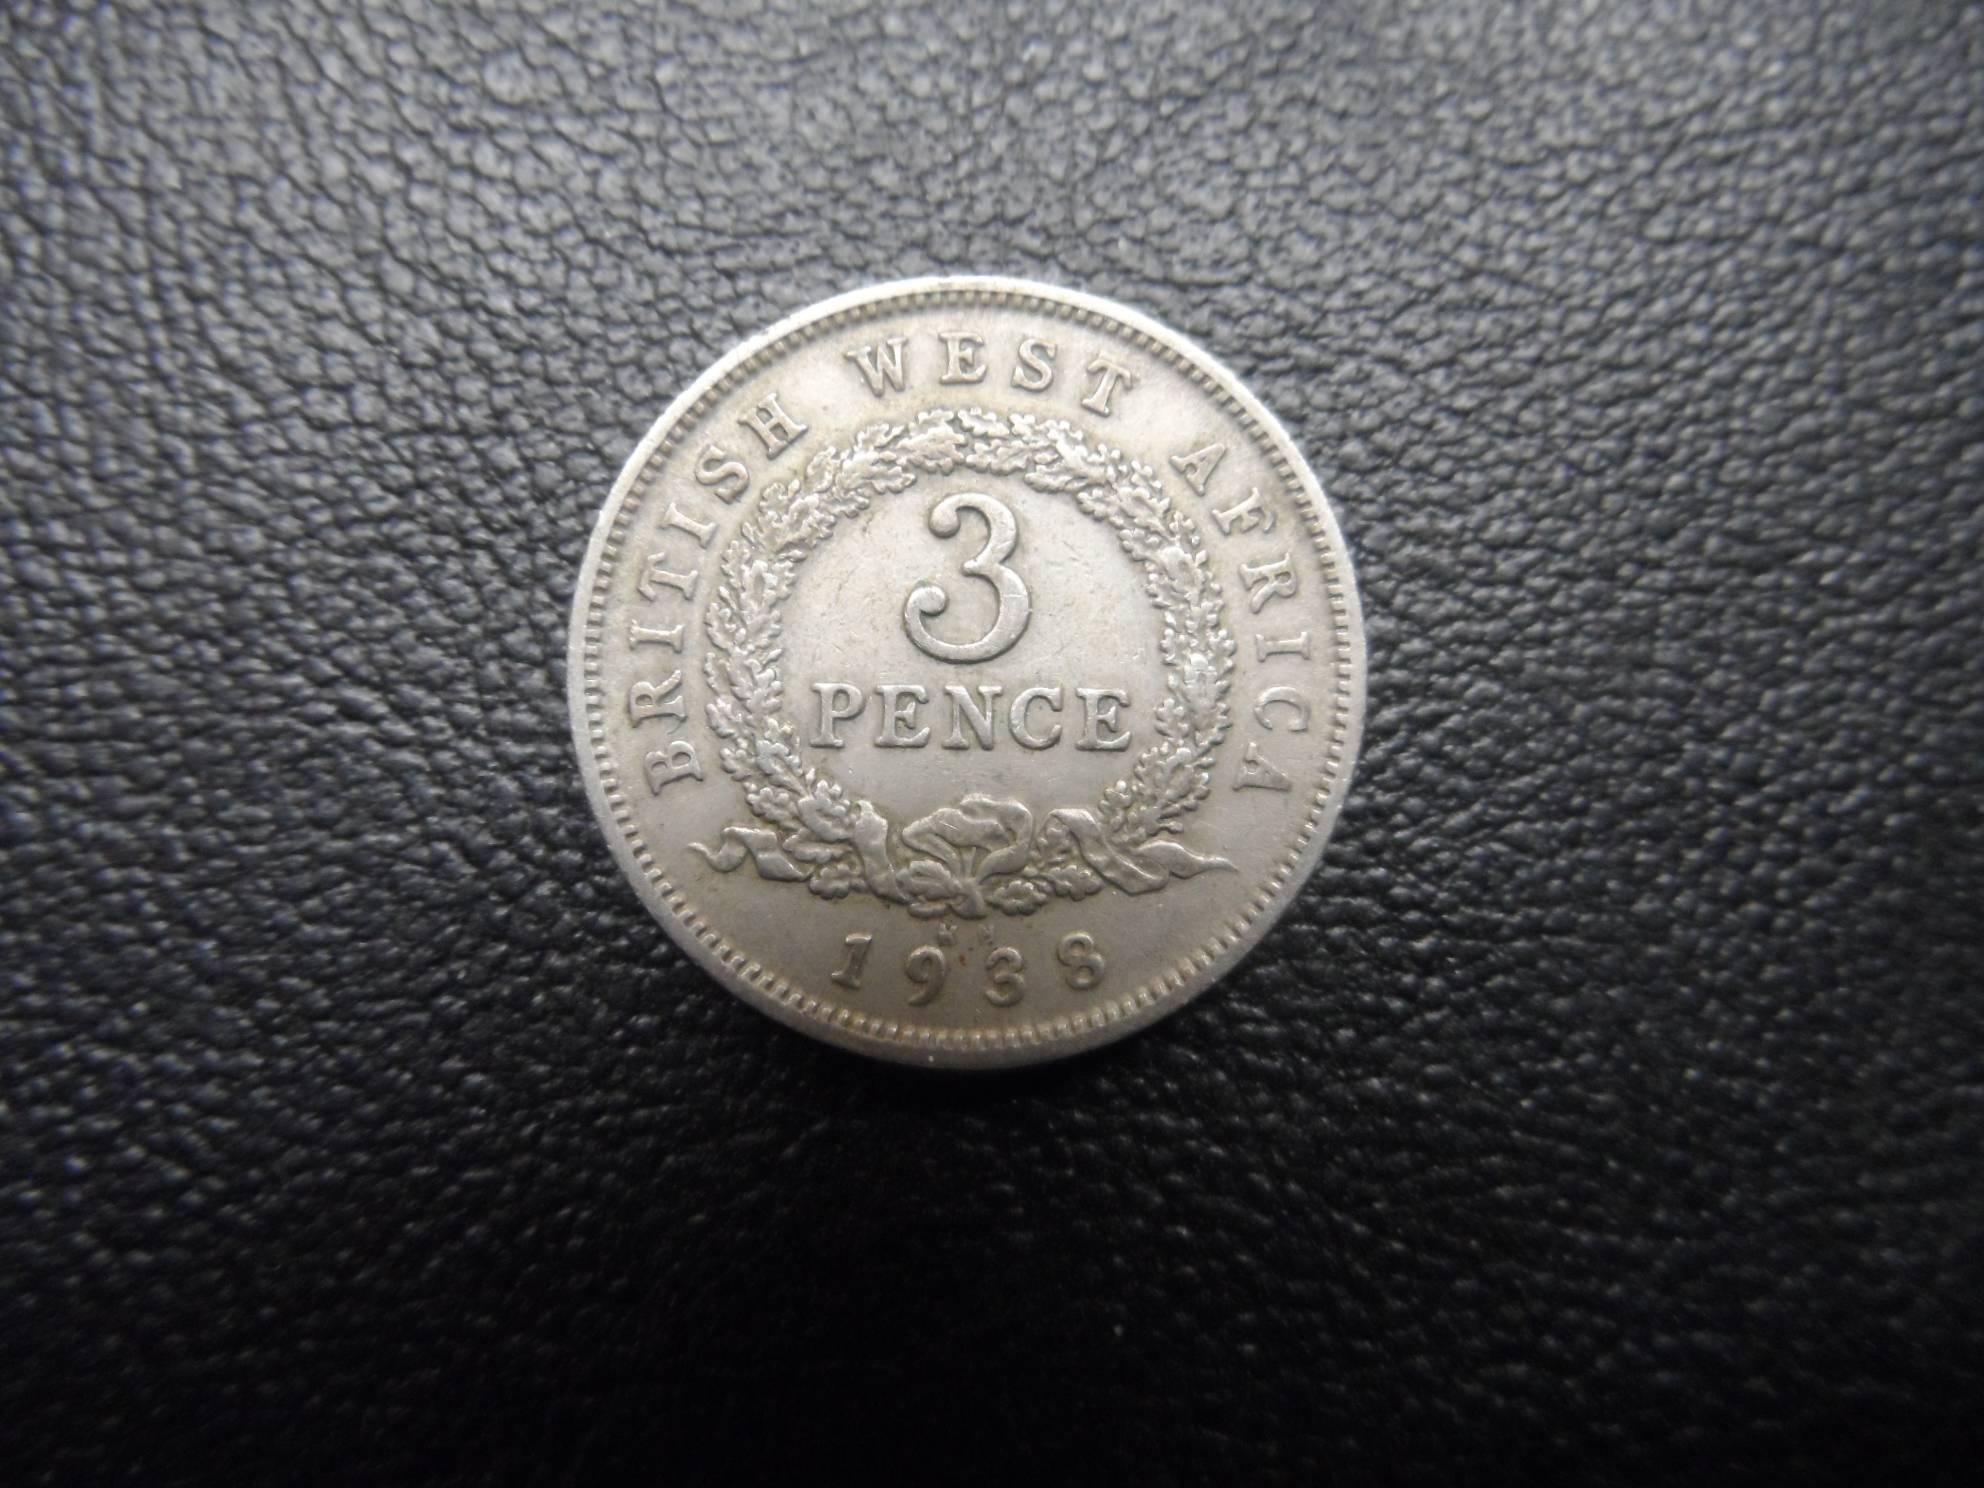 BRITISH WEST AFRICA
3
PENCE
1938